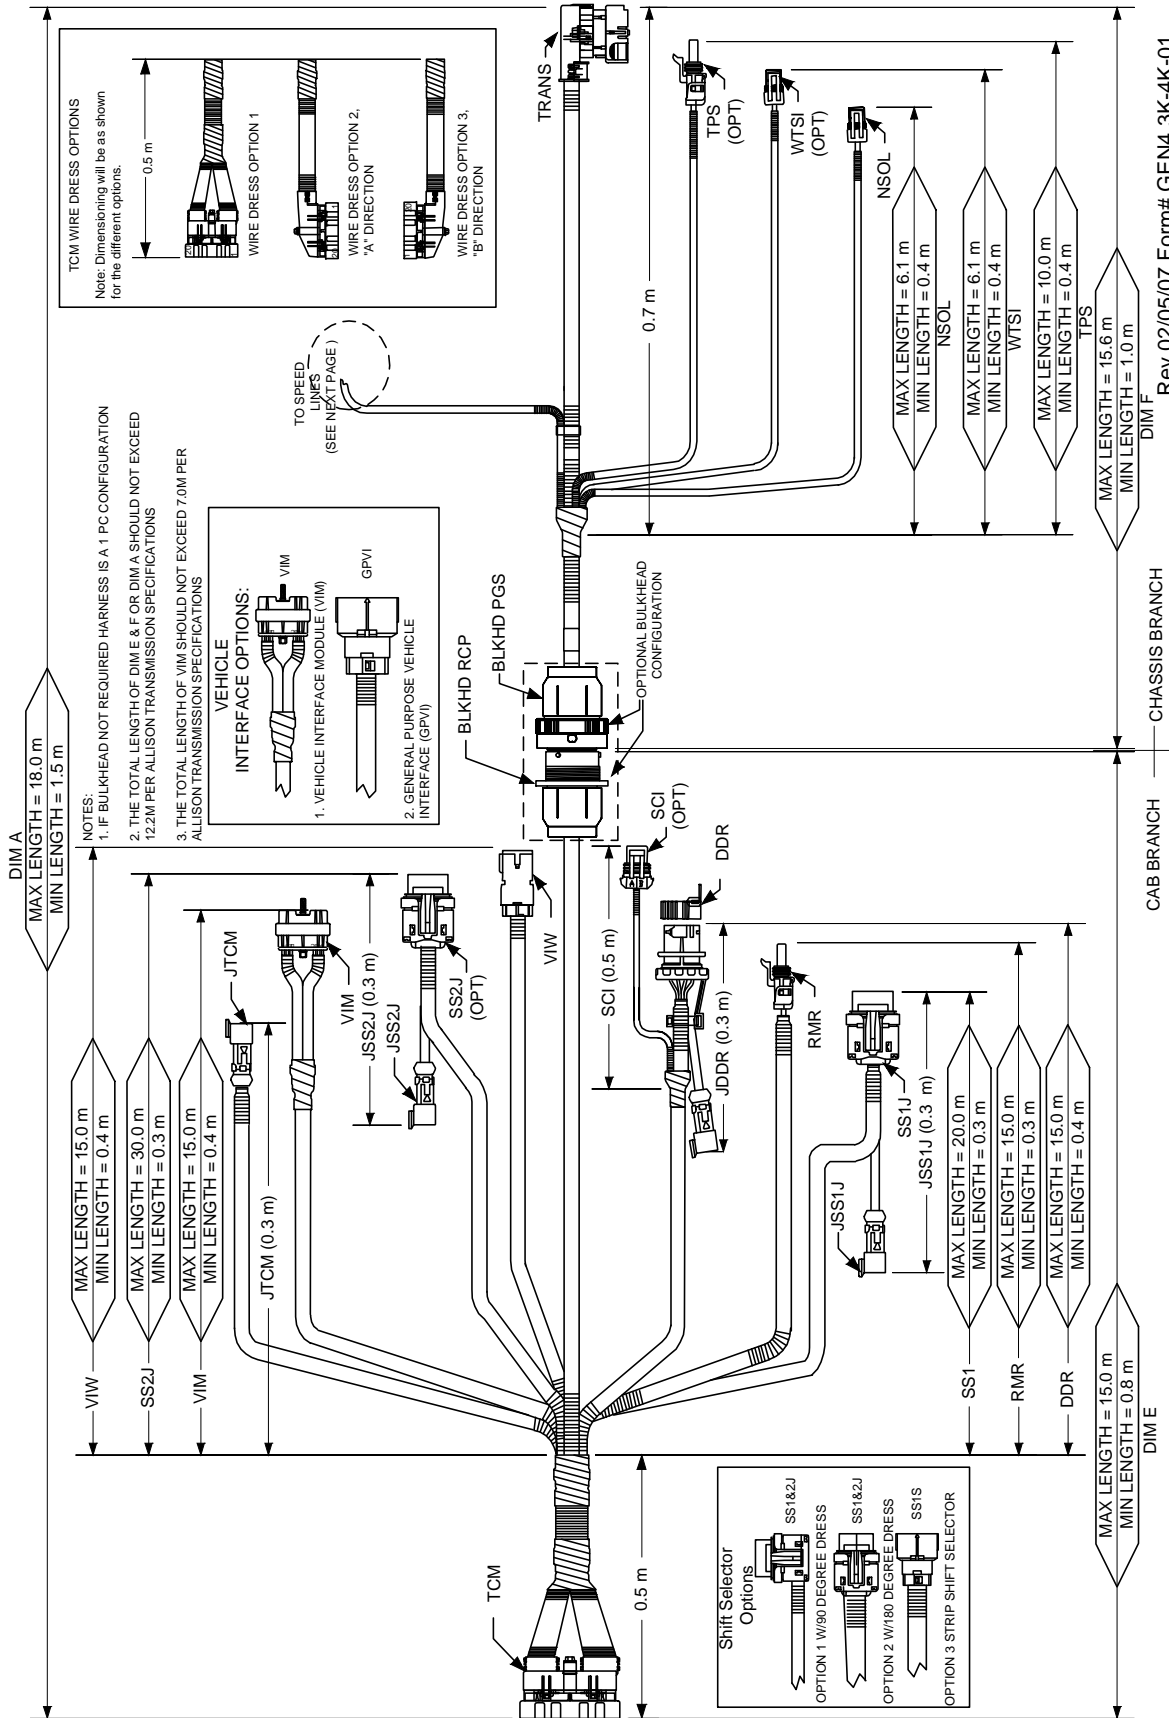 DIM A
MAX LENGTH = 18.0 m
MIN LENGTH = 1.5 m
TCM WIRE DRESS OPTIONS
Note: Dimensioning will be as shown
for the different options.
0.5 m
20
1
WIRE DRESS OPTION 1
20
1
WIRE DRESS OPTION 2,
"A" DIRECTION
1
20
WIRE DRESS OPTION 3,
"B" DIRECTION
NOTES:
1. IF BULKHEAD NOT REQUIRED HARNESS IS A 1 PC CONFIGURATION
2. THE TOTAL LENGTH OF DIM E & F OR DIM A SHOULD NOT EXCEED
12.2M PER ALLISON TRANSMISSION SPECIFICATIONS
3. THE TOTAL LENGTH OF VIM SHOULD NOT EXCEED 7.0M PER
ALLISON TRANSMISSION SPECIFICATIONS
VEHICLE
INTERFACE OPTIONS:
VIM
1. VEHICLE INTERFACE MODULE (VIM)
GPVI
2. GENERAL PURPOSE VEHICLE
INTERFACE (GPVI)
TO SPEED
LINES
(SEE NEXT PAGE )
VIW
MAX LENGTH = 15.0 m
MIN LENGTH = 0.4 m
SS2J
MAX LENGTH = 30.0 m
MIN LENGTH = 0.3 m
VIM
MAX LENGTH = 15.0 m
MIN LENGTH = 0.4 m
JTCM (0.3 m)
JTCM
VIM
JSS2J (0.3 m)
JSS2J
SS2J
(OPT)
VIW
BLKHD RCP
BLKHD PGS
OPTIONAL BULKHEAD
CONFIGURATION
TRANS
TCM
0.5 m
0.7 m
SCI (0.5 m)
A B
SCI
(OPT)
DDR
JDDR (0.3 m)
RMR
SS1J
JSS1J (0.3 m)
JSS1J
TPS
(OPT)
WTSI
(OPT)
NSOL
MAX LENGTH = 6.1 m
MIN LENGTH = 0.4 m
NSOL
MAX LENGTH = 6.1 m
MIN LENGTH = 0.4 m
WTSI
MAX LENGTH = 10.0 m
MIN LENGTH = 0.4 m
TPS
SS1
MAX LENGTH = 20.0 m
MIN LENGTH = 0.3 m
RMR
MAX LENGTH = 15.0 m
MIN LENGTH = 0.3 m
DDR
MAX LENGTH = 15.0 m
MIN LENGTH = 0.4 m
Shift Selector
Options
SS1&2J
OPTION 1 W/90 DEGREE DRESS
SS1&2J
OPTION 2 W/180 DEGREE DRESS
SS1S
OPTION 3 STRIP SHIFT SELECTOR
MAX LENGTH = 15.0 m
MIN LENGTH = 0.8 m
DIM E
MAX LENGTH = 15.6 m
MIN LENGTH = 1.0 m
DIM F
CAB BRANCH
CHASSIS BRANCH
Rev 02/05/07 Form# GEN4 3K-4K-01